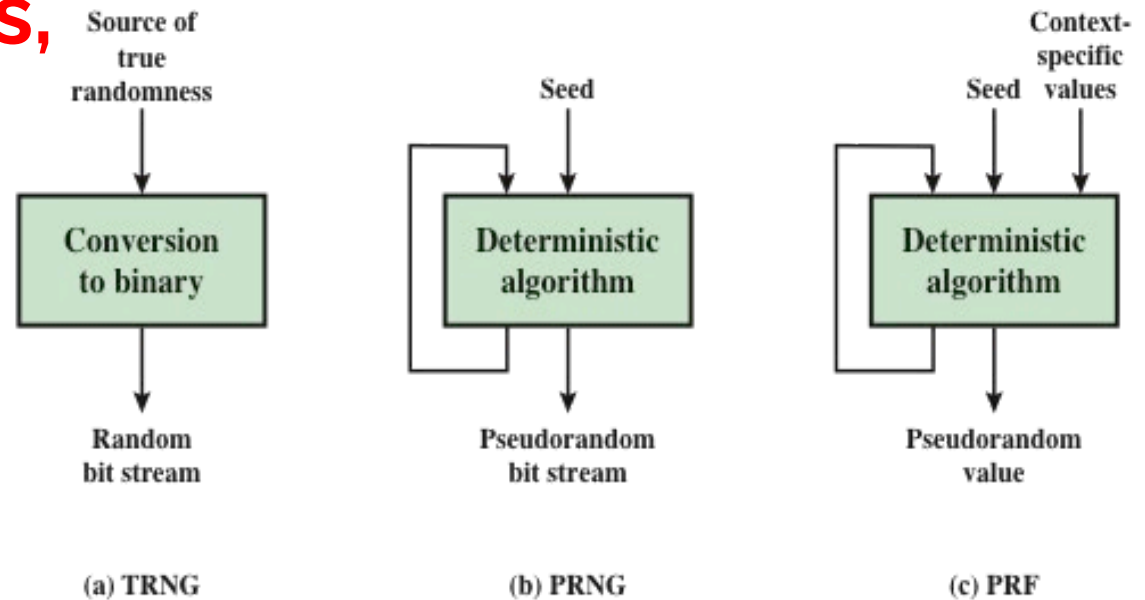 s,
Source of
true
randomness
Conversion
to binary
Random
bit stream
(a) TRNG
Seed
Deterministic
algorithm
Pseudorandom
bit stream
(b) PRNG
Context-
specific
Seed values
Deterministic
algorithm
Pseudorandom
value
(c) PRF